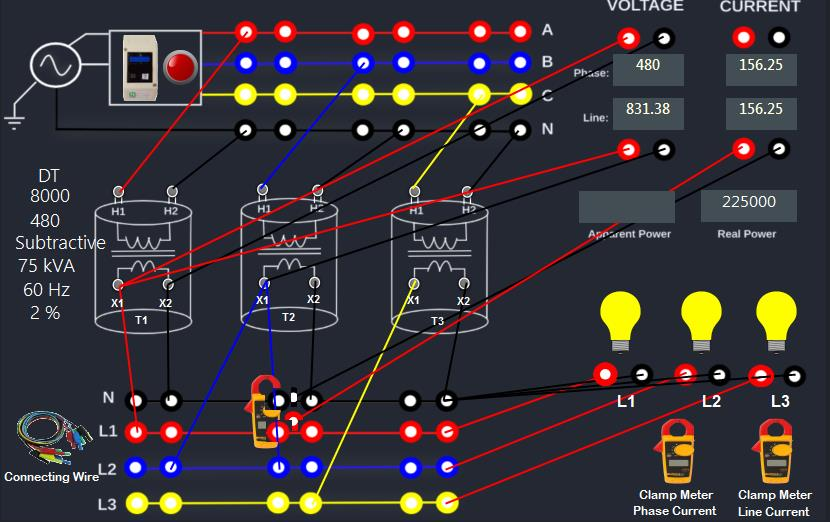 VOLTAGE CURRENT
A
B
Phase: 480 156.25
C
Line: 831.38 156.25
N
DT
8000
480
Subtractive
75 kVA
60 Hz
2 %
H1 H2 H1 H2 H1 H2
225000
Apparent Power Real Power
X1 X2 X1 X2 X1 X2
T1 T2 T3
N
L1 L2 L3
L1
L2
L3
Connecting Wire
Clamp Meter
Phase Current
Clamp Meter
Line Current